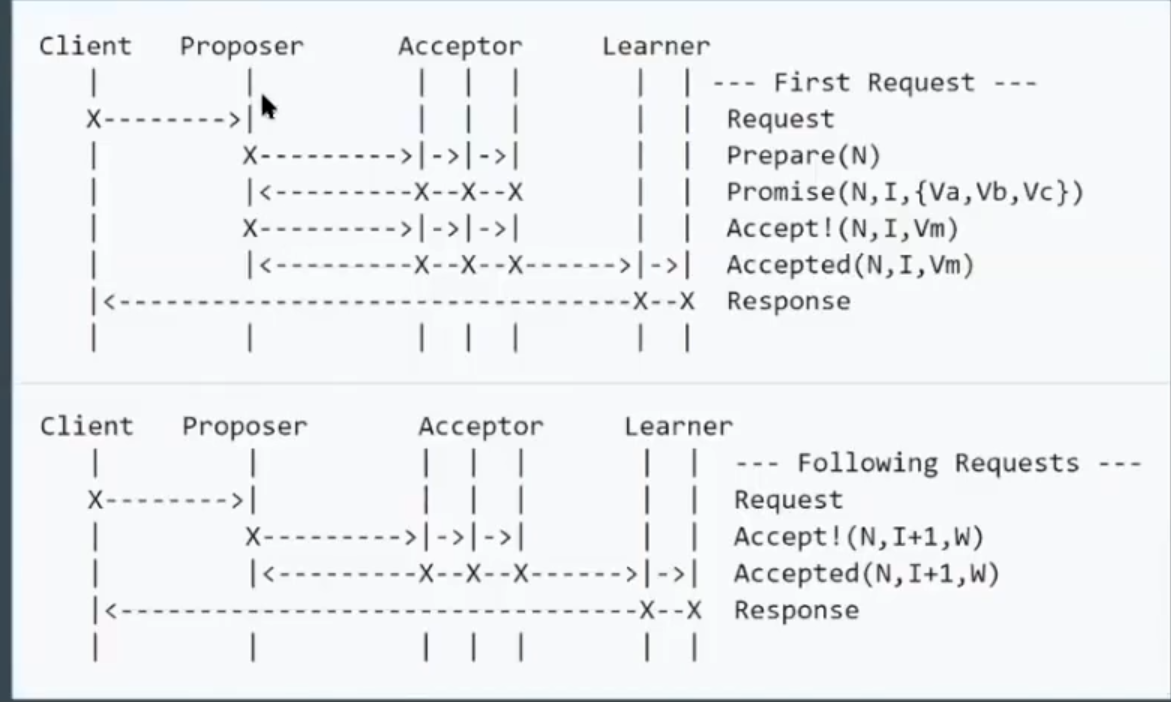 Client   Proposer      Acceptor     Learner
   |         |          |  |  |       |  | --- First Request ---
   X-------->|          |  |  |       |  |  Request
   |         X--------->|->|->|       |  |  Prepare(N)
   |         |<---------X--X--X       |  |  Promise(N,I,{Va,Vb,Vc})
   |         X--------->|->|->|       |  |  Accept!(N,I,Vm)
   |         |<---------X--X--X------>|->|  Accepted(N,I,Vm)
   |<---------------------------------X--X  Response
   |         |          |  |  |       |  |
Client   Proposer       Acceptor     Learner
   |         |          |  |  |       |  |  --- Following Requests ---
   X-------->|          |  |  |       |  |  Request
   |         X--------->|->|->|       |  |  Accept!(N,I+1,W)
   |         |<---------X--X--X------>|->|  Accepted(N,I+1,W)
   |<---------------------------------X--X  Response
   |         |          |  |  |       |  |